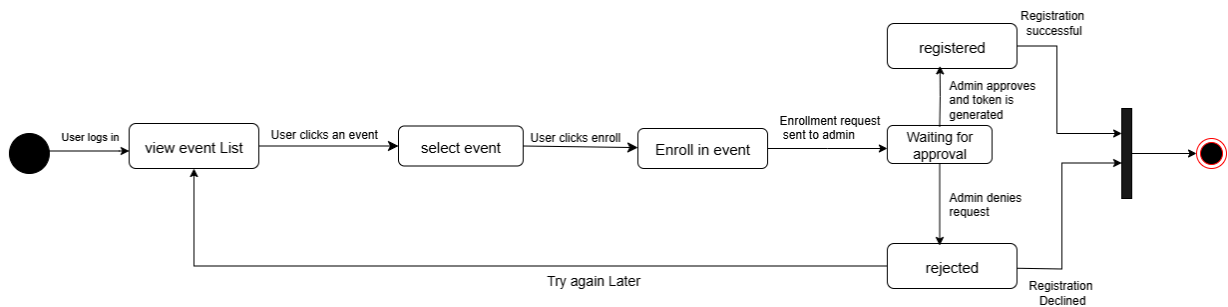 User logs in
view event List
User clicks an event
select event
User clicks enroll
Enroll in event
Enrollment request
sent to admin
Waiting for
approval
Admin approves
and token is
generated
registered
Registration
successful
Admin denies
request
rejected
Registration
Declined
Try again Later